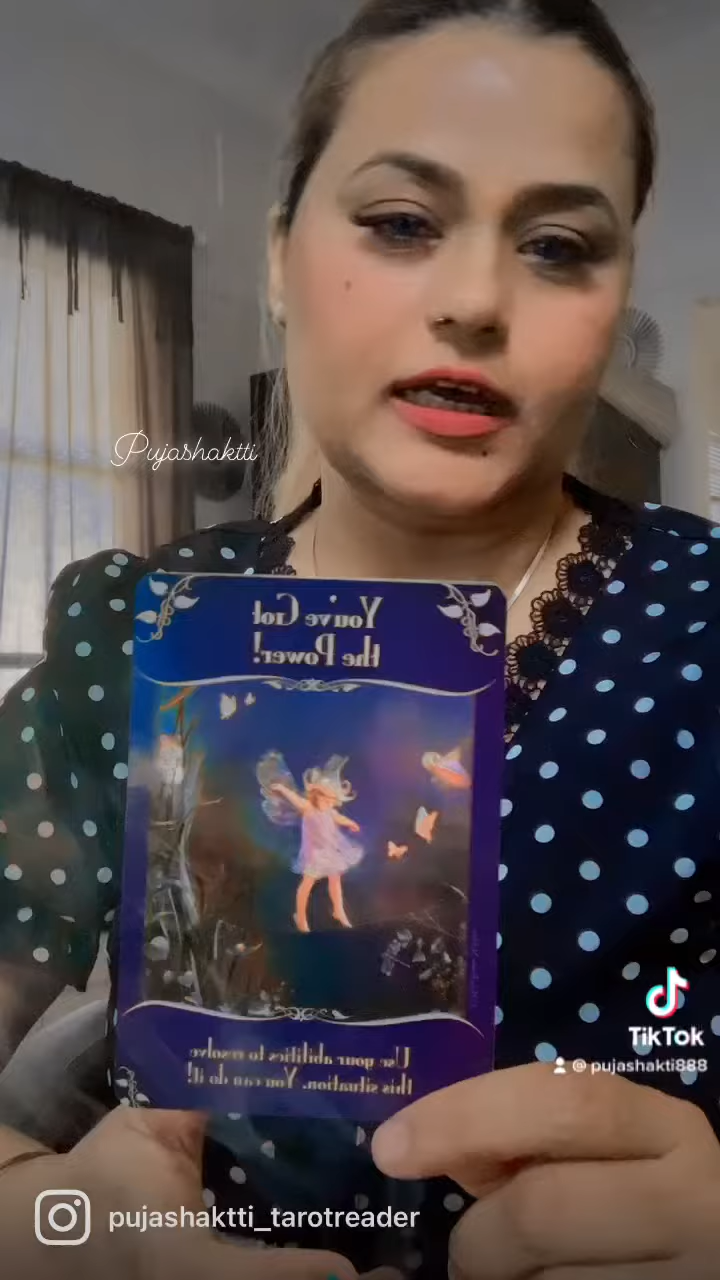 Pujashaktti
You've Got
the Power!
Use your abilities to resolve
this situation. You can do it!
TikTok
@pujashakti888
pujashaktti_tarotreader